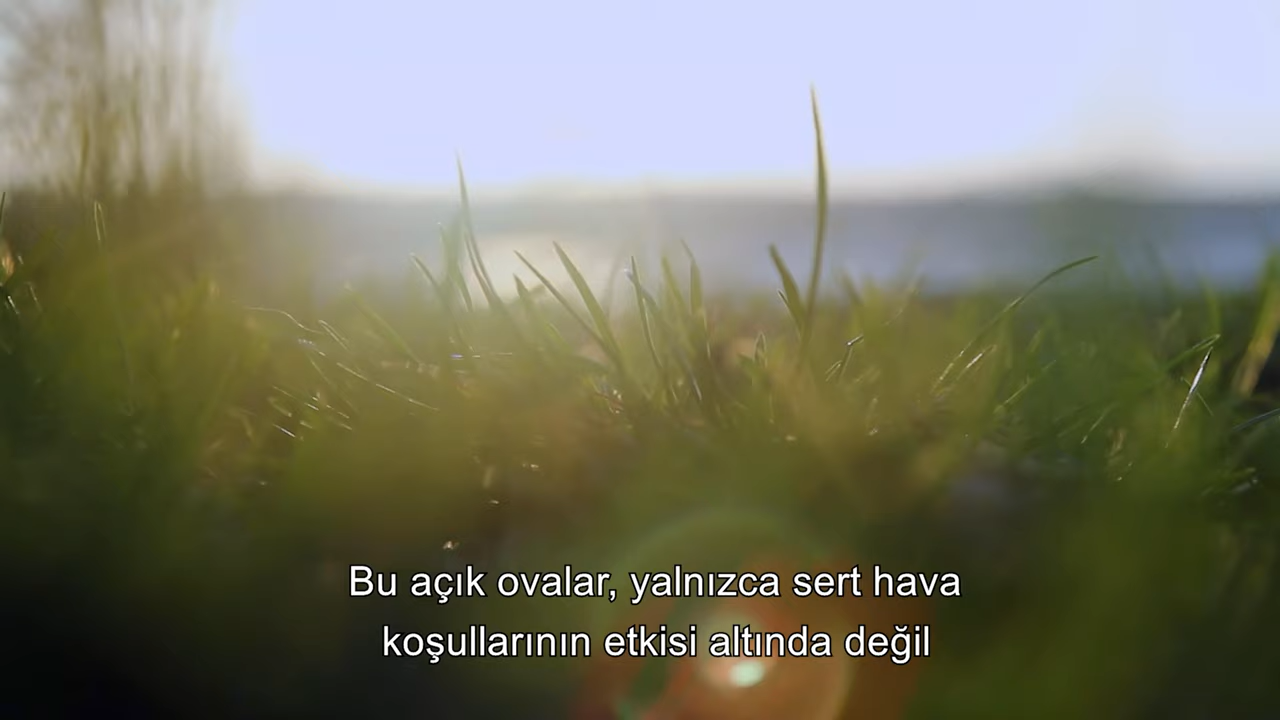 Bu açık ovalar, yalnızca sert hava
koşullarının etkisi altında değil